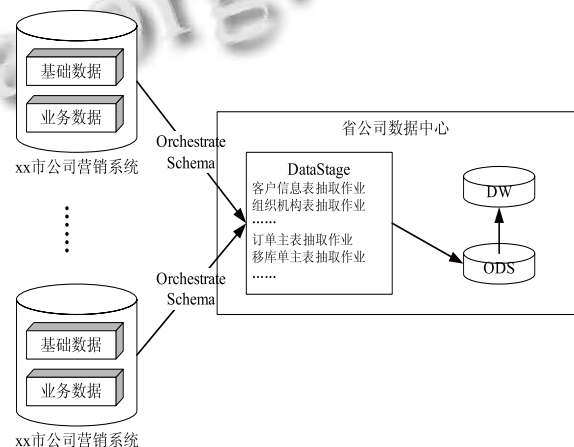 基础数据
业务数据
xx市公司营销系统
Orchestrate
Schema
省公司数据中心
DataStage
客户信息表抽取作业
组织机构表抽取作业
……
订单主表抽取作业
移库单主表抽取作业
……
DW
ODS
Orchestrate
Schema
基础数据
业务数据
xx市公司营销系统